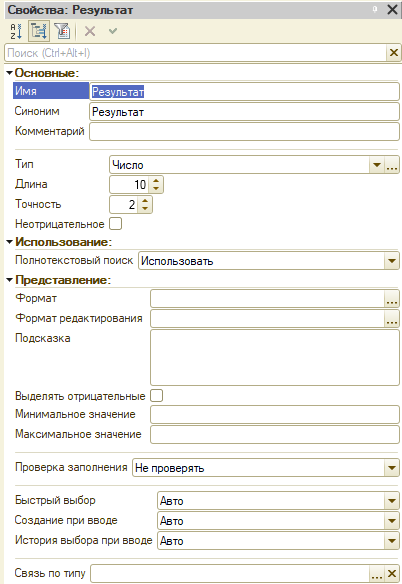 Свойства: Результат
Поиск (Ctrl+Alt+I)
Основные:
Имя Результат
Синоним Результат
Комментарий
Тип Число
Длина 10
Точность 2
Неотрицательное
Использование:
Полнотекстовый поиск Использовать
Представление:
Формат
Формат редактирования
Подсказка
Выделять отрицательные
Минимальное значение
Максимальное значение
Проверка заполнения Не проверять
Быстрый выбор Авто
Создание при вводе Авто
История выбора при вводе Авто
Связь по типу